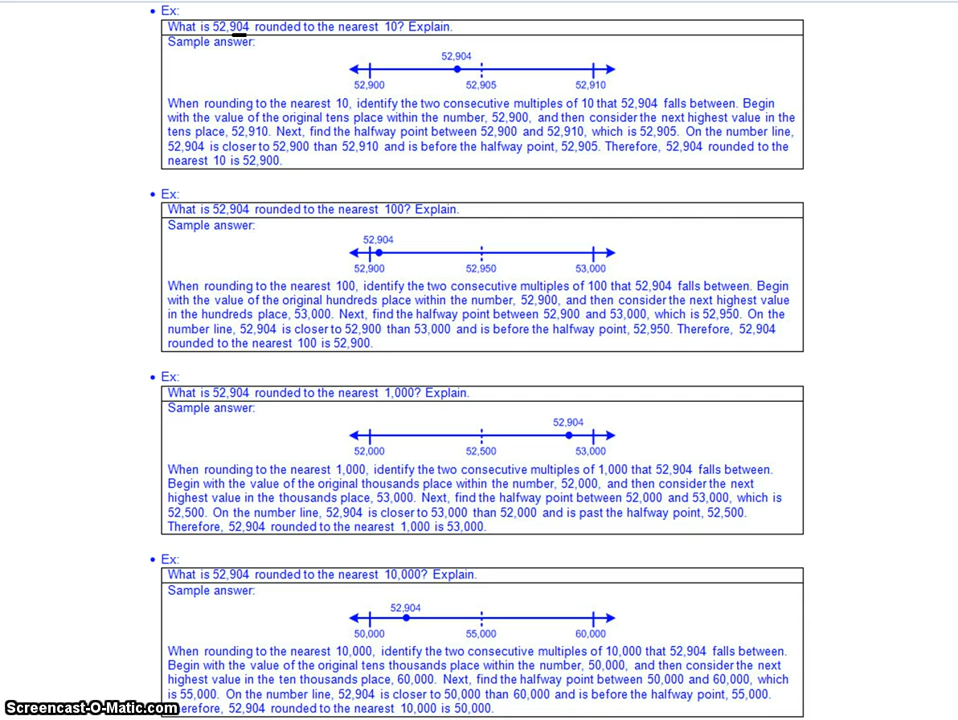 • Ex:
What is 52,904 rounded to the nearest 10? Explain.
Sample answer:
52,904
52,900 52,905 52,910
When rounding to the nearest 10, identify the two consecutive multiples of 10 that 52,904 falls between. Begin
with the value of the original tens place within the number, 52,900, and then consider the next highest value in the
tens place, 52,910. Next, find the halfway point between 52,900 and 52,910, which is 52,905. On the number line,
52,904 is closer to 52,900 than 52,910 and is before the halfway point, 52,905. Therefore, 52,904 rounded to the
nearest 10 is 52,900.
• Ex:
What is 52,904 rounded to the nearest 100? Explain.
Sample answer:
52,904
52,900 52,950 53,000
When rounding to the nearest 100, identify the two consecutive multiples of 100 that 52,904 falls between. Begin
with the value of the original hundreds place within the number, 52,900, and then consider the next highest value
in the hundreds place, 53,000. Next, find the halfway point between 52,900 and 53,000, which is 52,950. On the
number line, 52,904 is closer to 52,900 than 53,000 and is before the halfway point, 52,950. Therefore, 52,904
rounded to the nearest 100 is 52,900.
• Ex:
What is 52,904 rounded to the nearest 1,000? Explain.
Sample answer:
52,904
52,000 52,500 53,000
When rounding to the nearest 1,000, identify the two consecutive multiples of 1,000 that 52,904 falls between.
Begin with the value of the original thousands place within the number, 52,000, and then consider the next
highest value in the thousands place, 53,000. Next, find the halfway point between 52,000 and 53,000, which is
52,500. On the number line, 52,904 is closer to 53,000 than 52,000 and is past the halfway point, 52,500.
Therefore, 52,904 rounded to the nearest 1,000 is 53,000.
• Ex:
What is 52,904 rounded to the nearest 10,000? Explain.
Sample answer:
52,904
50,000 55,000 60,000
When rounding to the nearest 10,000, identify the two consecutive multiples of 10,000 that 52,904 falls between.
Begin with the value of the original tens thousands place within the number, 50,000, and then consider the next
highest value in the ten thousands place, 60,000. Next, find the halfway point between 50,000 and 60,000, which
is 55,000. On the number line, 52,904 is closer to 50,000 than 60,000 and is before the halfway point, 55,000.
erefore, 52,904 rounded to the nearest 10,000 is 50,000.
Screencast-O-Matic.com